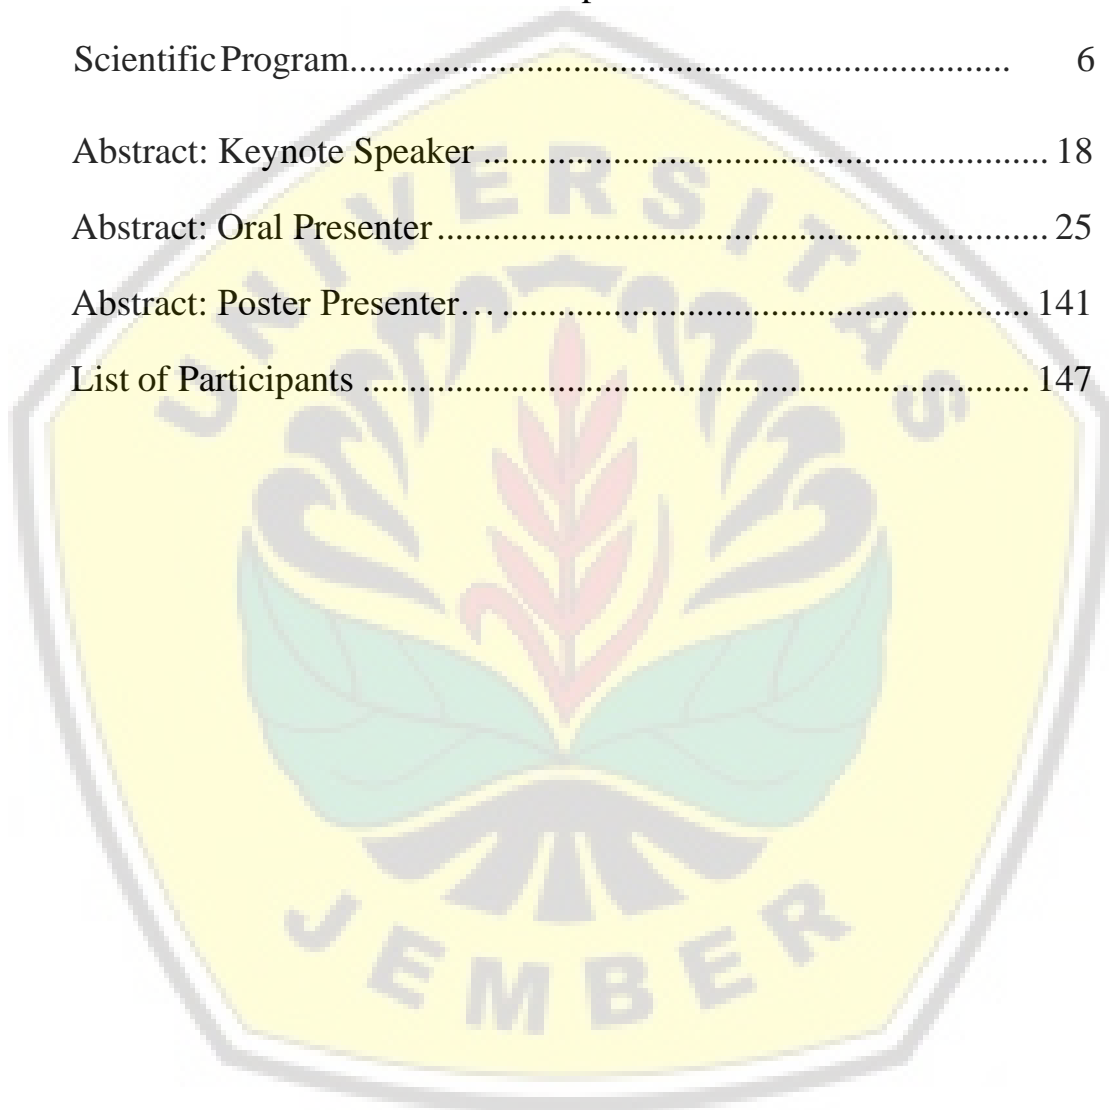 Scientific Program.......................................................................... 6
Abstract: Keynote Speaker ............................................................. 18
Abstract: Oral Presenter .................................................................. 25
Abstract: Poster Presenter… ......................................................... 141
List of Participants ........................................................................ 147
UNIVERSITAS
JEMBER